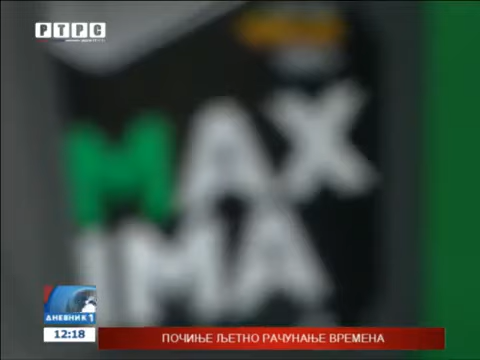 РТРС
MAX
IMA
ДНЕВНИК 1
12:18
ПОЧИЊЕ ЉЕТНО РАЧУНАЊЕ ВРЕМЕНА